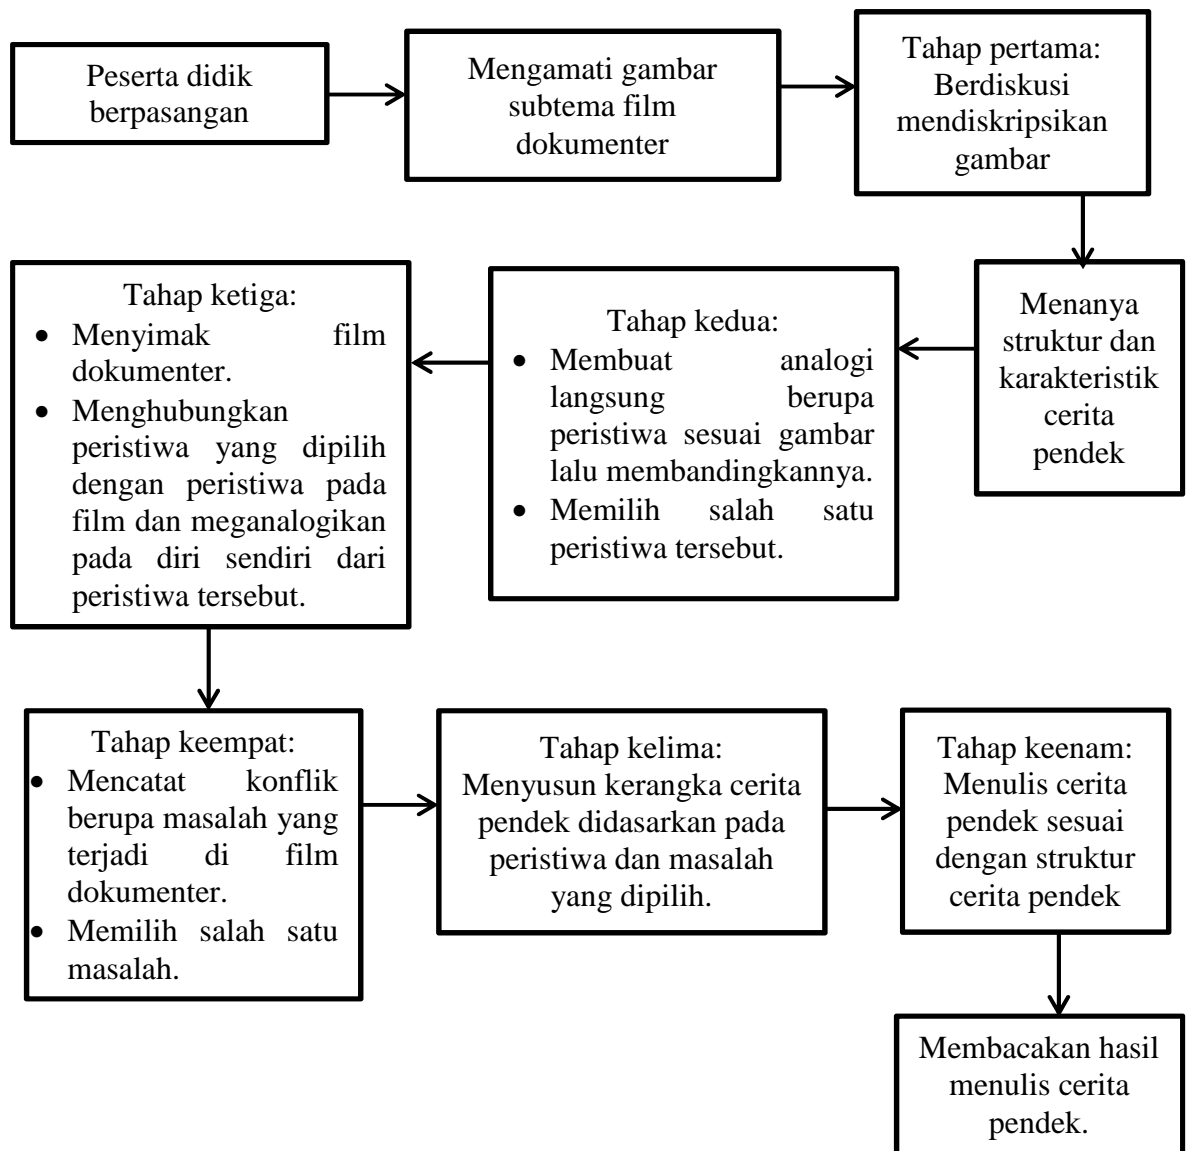 Peserta didik
berpasangan
Mengamati gambar
subtema film
dokumenter
Tahap pertama:
Berdiskusi
mendiskripsikan
gambar
Menanya
struktur dan
karakteristik
cerita
pendek
Tahap kedua:
• Membuat analogi
langsung berupa
peristiwa sesuai gambar
lalu membandingkannya.
• Memilih salah satu
peristiwa tersebut.
Tahap ketiga:
• Menyimak film
dokumenter.
• Menghubungkan
peristiwa yang dipilih
dengan peristiwa pada
film dan meganalogikan
pada diri sendiri dari
peristiwa tersebut.
Tahap keempat:
• Mencatat konflik
berupa masalah yang
terjadi di film
dokumenter.
• Memilih salah satu
masalah.
Tahap kelima:
Menyusun kerangka cerita
pendek didasarkan pada
peristiwa dan masalah
yang dipilih.
Tahap keenam:
Menulis cerita
pendek sesuai
dengan struktur
cerita pendek
Membacakan hasil
menulis cerita
pendek.